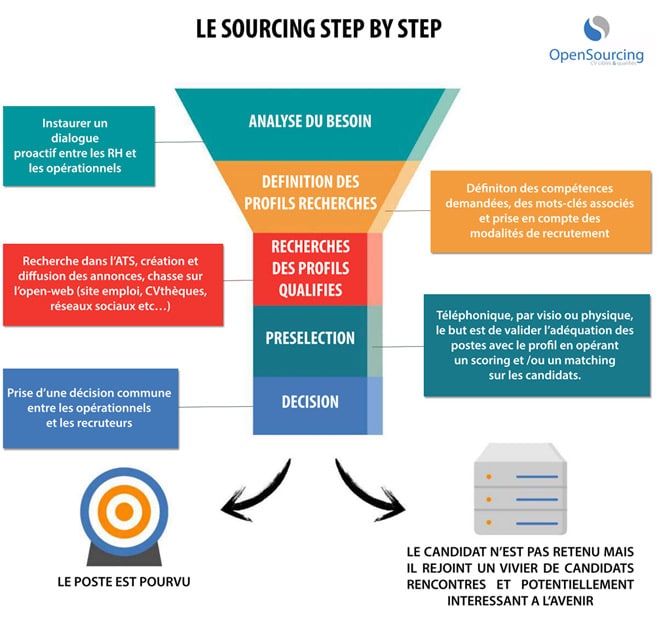 LE SOURCING STEP BY STEP
OpenSourcing
CV ciblés & qualifiés
ANALYSE DU BESOIN
Instaurer un
dialogue
proactif entre les RH et
les opérationnels
DEFINITION DES
PROFILS RECHERCHES
Définiton des compétences
demandées, des mots-clés associés
et prise en compte des
modalités de recrutement
RECHERCHES
DES PROFILS
QUALIFIES
Recherche dans l'ATS, création et
diffusion des annonces, chasse sur
l'open-web (site emploi, CVthèques,
réseaux sociaux etc…)
PRESELECTION
Téléphonique, par visio ou physique,
le but est de valider l'adéquation des
postes avec le profil en opérant
un scoring et /ou un matching
sur les candidats.
DECISION
Prise d'une décision commune
entre les opérationnels
et les recruteurs
LE POSTE EST POURVU
LE CANDIDAT N'EST PAS RETENU MAIS
IL REJOINT UN VIVIER DE CANDIDATS
RENCONTRES ET POTENTIELLEMENT
INTERESSANT A L'AVENIR